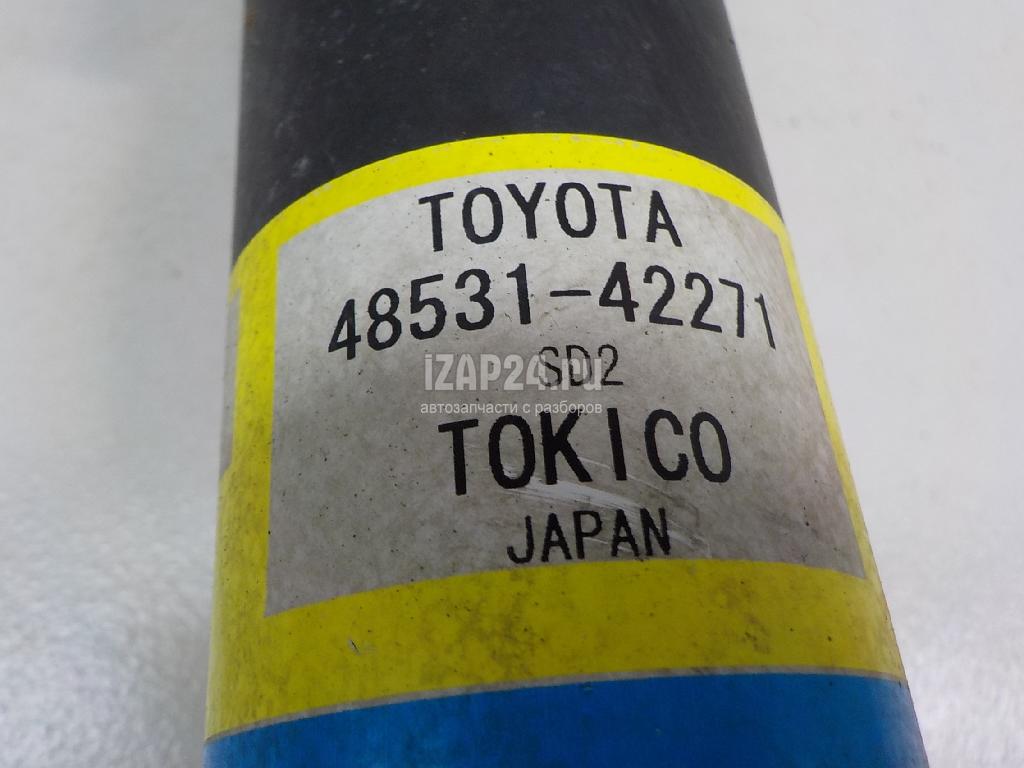 TOYOTA
48531-42271
SD2
iZAP24.ru
автозапчасти с разборов
TOKICO
JAPAN